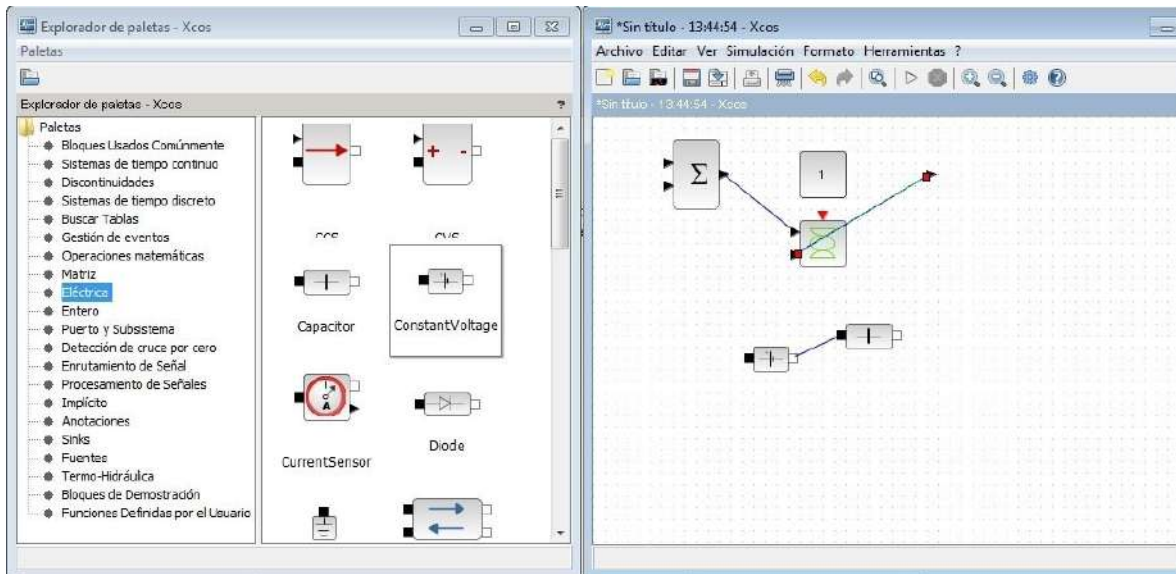 Explorador de paletas - Xcos
Paletas
Explorador de paletas - Xcos ?
Paletas
Bloques Usados Comúnmente
Sistemas de tiempo continuo
Discontinuidades
Sistemas de tiempo discreto
Buscar Tablas
Gestión de eventos
Operaciones matemáticas
Matriz
Eléctrica
Entero
Puerto y Subsistema
Detección de cruce por cero
Enrutamiento de Señal
Procesamiento de Señales
Implícito
Anotaciones
Sinks
Fuentes
Termo-Hidráulica
Bloques de Demostración
Funciones Definidas por el Usuario
+ -
Capacitor
ConstantVoltage
A
CurrentSensor
Diode
*Sin título - 13:44:54 - Xcos
Archivo Editar Ver Simulación Formato Herramientas ?
*Sin título - 13:44:54 - Xcos
Σ
1